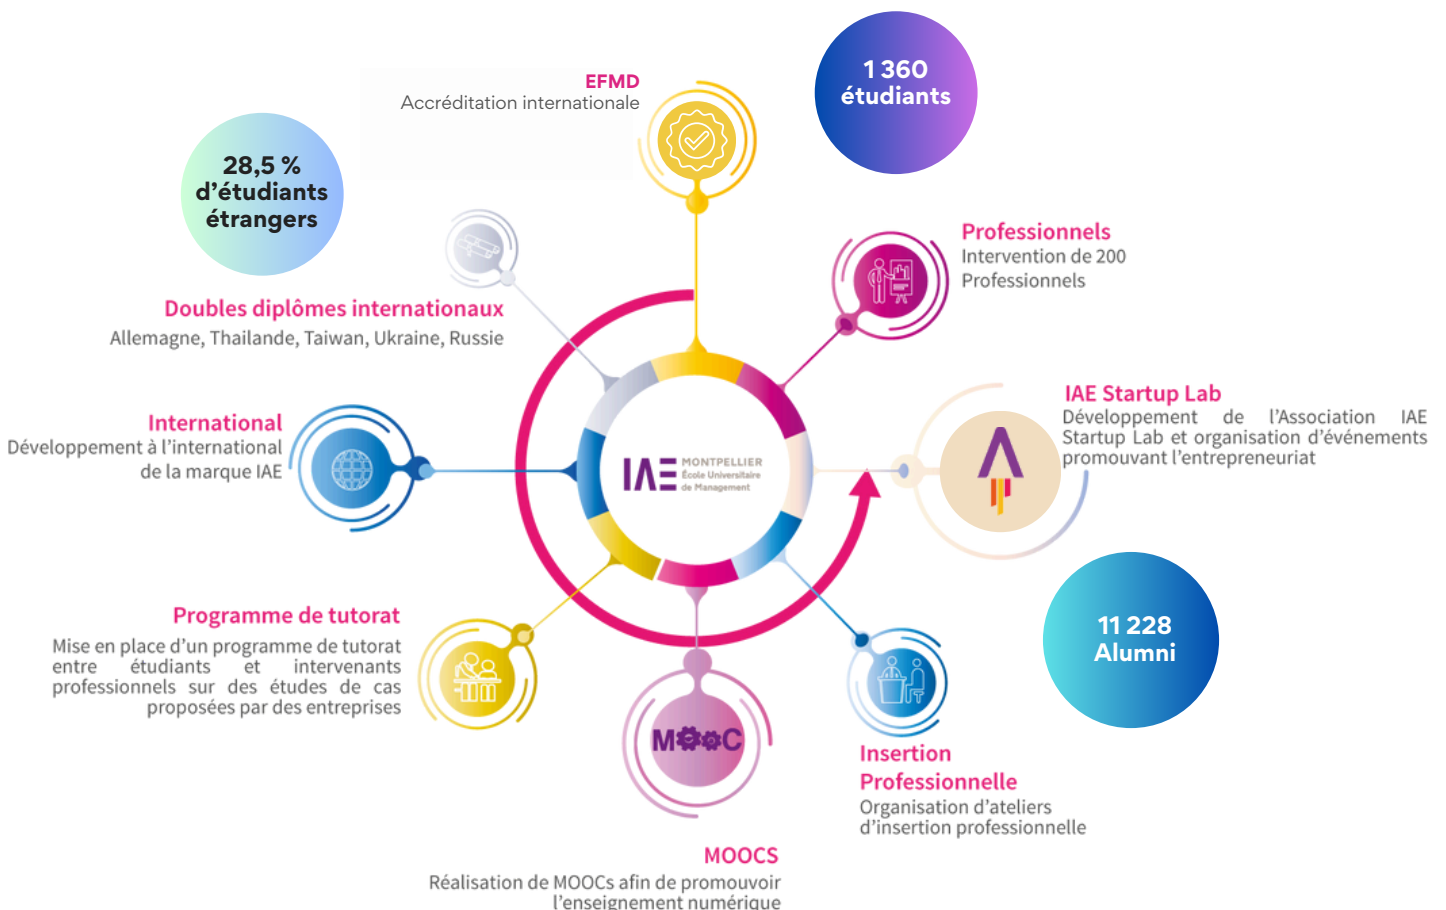 1 360
étudiants
EFMD
Accréditation internationale
28,5 %
d’étudiants
étrangers
Professionnels
Intervention de 200
Professionnels
Doubles diplômes internationaux
Allemagne, Thailande, Taiwan, Ukraine, Russie
IAE Startup Lab
Développement de l’Association IAE
Startup Lab et organisation d’événements
promouvant l’entrepreneuriat
International
Développement à l’international
de la marque IAE
IAE MONTPELLIER
École Universitaire
de Management
Programme de tutorat
Mise en place d’un programme de tutorat
entre étudiants et intervenants
professionnels sur des études de cas
proposées par des entreprises
11 228
Alumni
MOOC
Insertion
Professionnelle
Organisation d’ateliers
d’insertion professionnelle
MOOCS
Réalisation de MOOCs afin de promouvoir
l’enseignement numérique